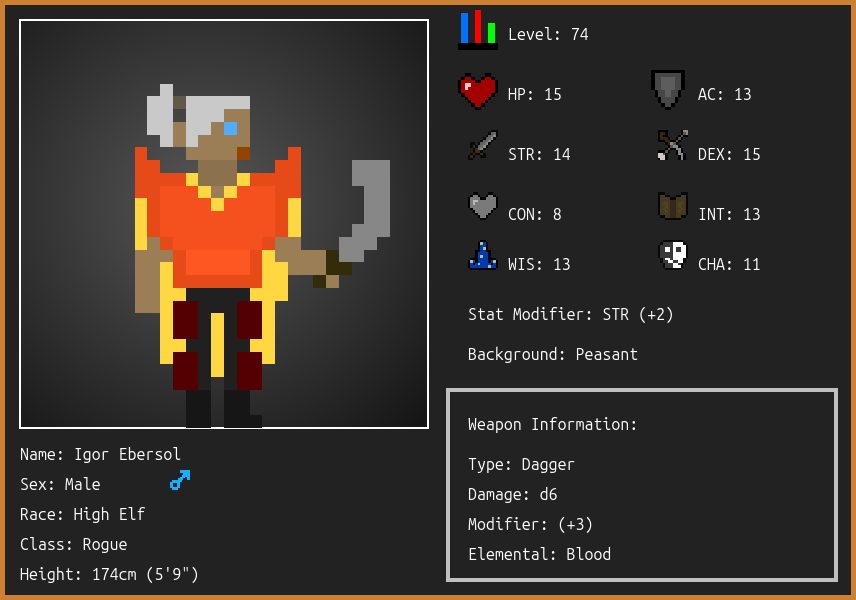 Level: 74
HP: 15
AC: 13
STR: 14
DEX: 15
CON: 8
INT: 13
WIS: 13
CHA: 11
Stat Modifier: STR (+2)
Background: Peasant
Weapon Information:
Type: Dagger
Damage: d6
Modifier: (+3)
Elemental: Blood
Name: Igor Ebersol
Sex: Male
Race: High Elf
Class: Rogue
Height: 174cm (5'9")